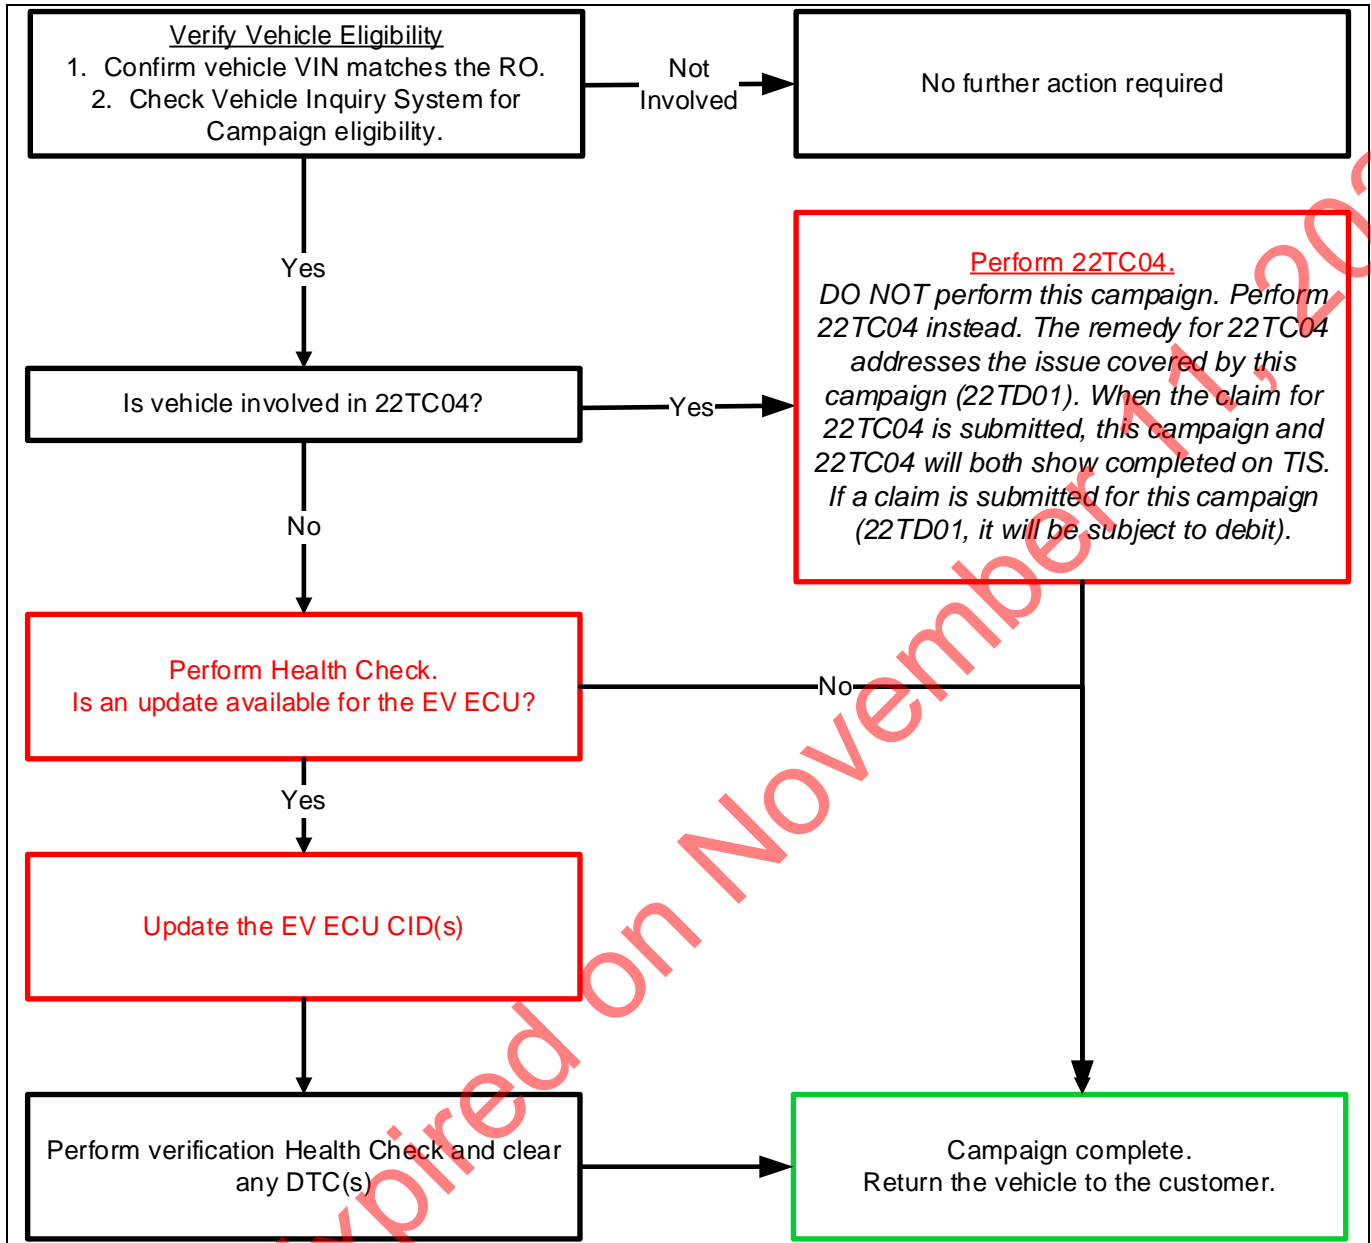 Verify Vehicle Eligibility
1. Confirm vehicle VIN matches the RO.
2. Check Vehicle Inquiry System for
Campaign eligibility.
Not
Involved
No further action required
Yes
Perform 22TC04.
DO NOT perform this campaign. Perform
22TC04 instead. The remedy for 22TC04
addresses the issue covered by this
campaign (22TD01). When the claim for
22TC04 is submitted, this campaign and
22TC04 will both show completed on TIS.
If a claim is submitted for this campaign
(22TD01, it will be subject to debit).
Is vehicle involved in 22TC04?
Yes
No
Perform Health Check.
Is an update available for the EV ECU?
No
Yes
Update the EV ECU CID(s)
Perform verification Health Check and clear
any DTC(s)
Campaign complete.
Return the vehicle to the customer.
on November 11,